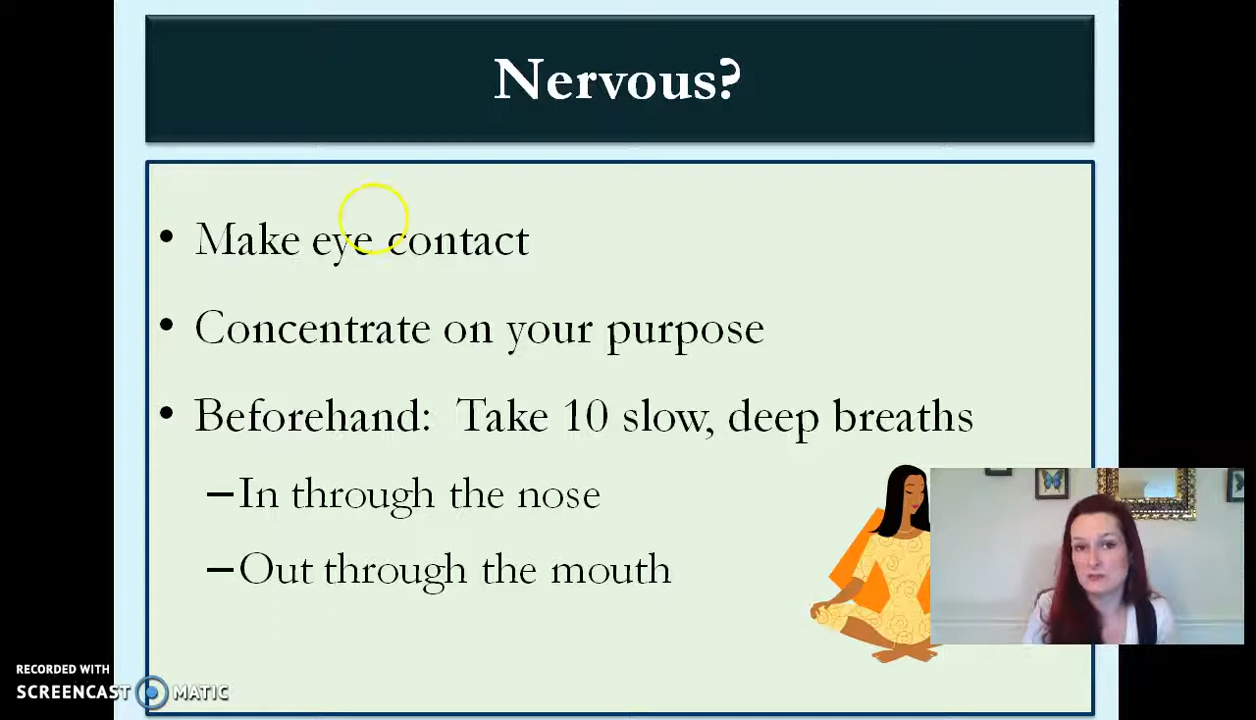 Nervous?
• Make eye contact
• Concentrate on your purpose
• Beforehand: Take 10 slow, deep breaths
–In through the nose
–Out through the mouth
RECORDED WITH
SCREENCAST MATIC